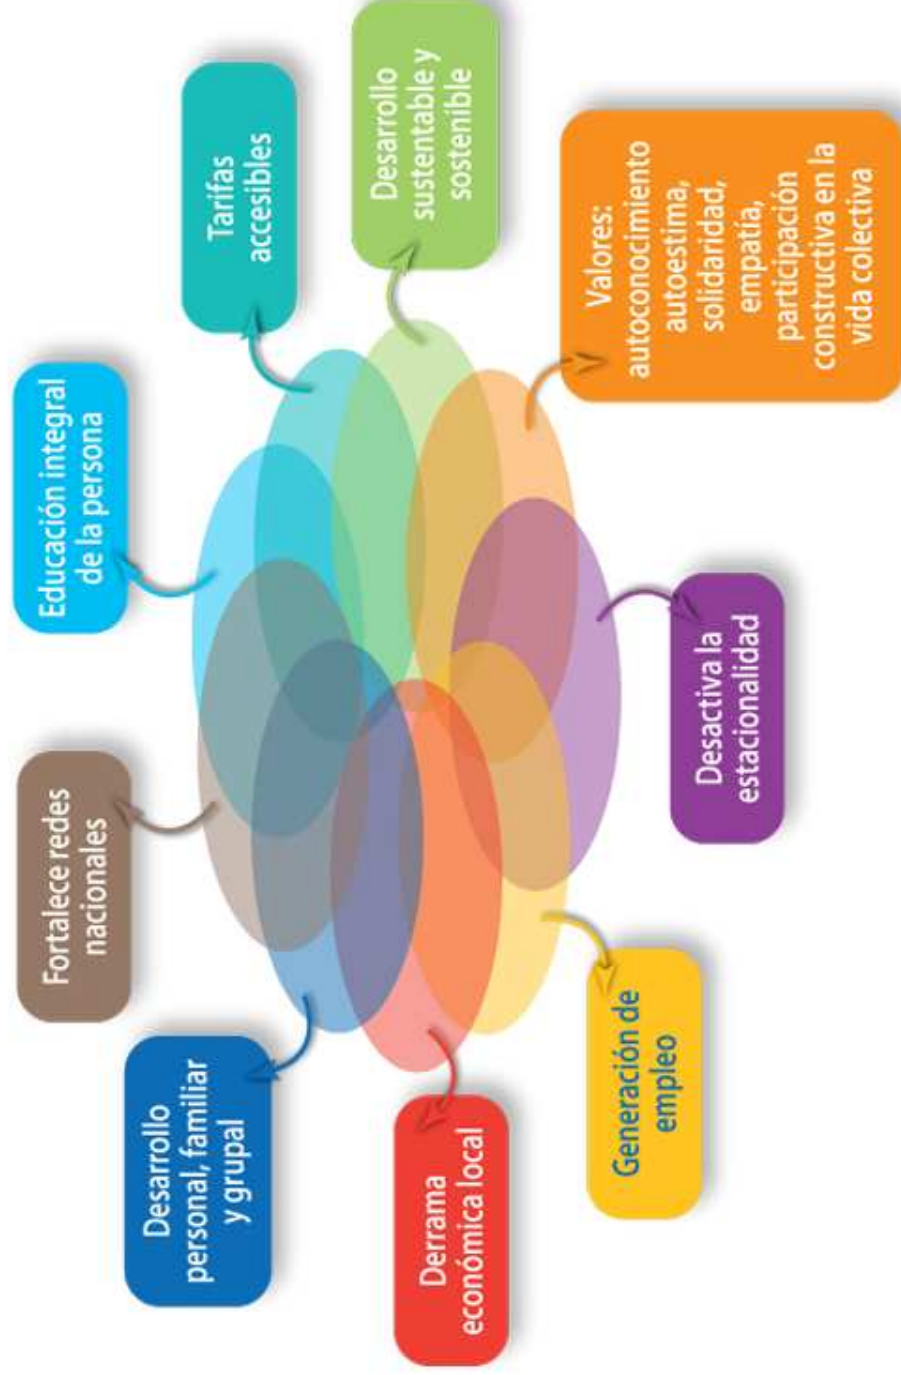 Educación integral
de la persona
Tarifas
accesibles
Desarrollo
sustentable y
sostenible
Valores:
autoconocimiento
autoestima,
solidaridad,
empatía,
participación
constructiva en la
vida colectiva
Desactiva la
estacionalidad
Generación de
empleo
Derrama
económica local
Desarrollo
personal, familiar
y grupal
Fortalece redes
nacionales